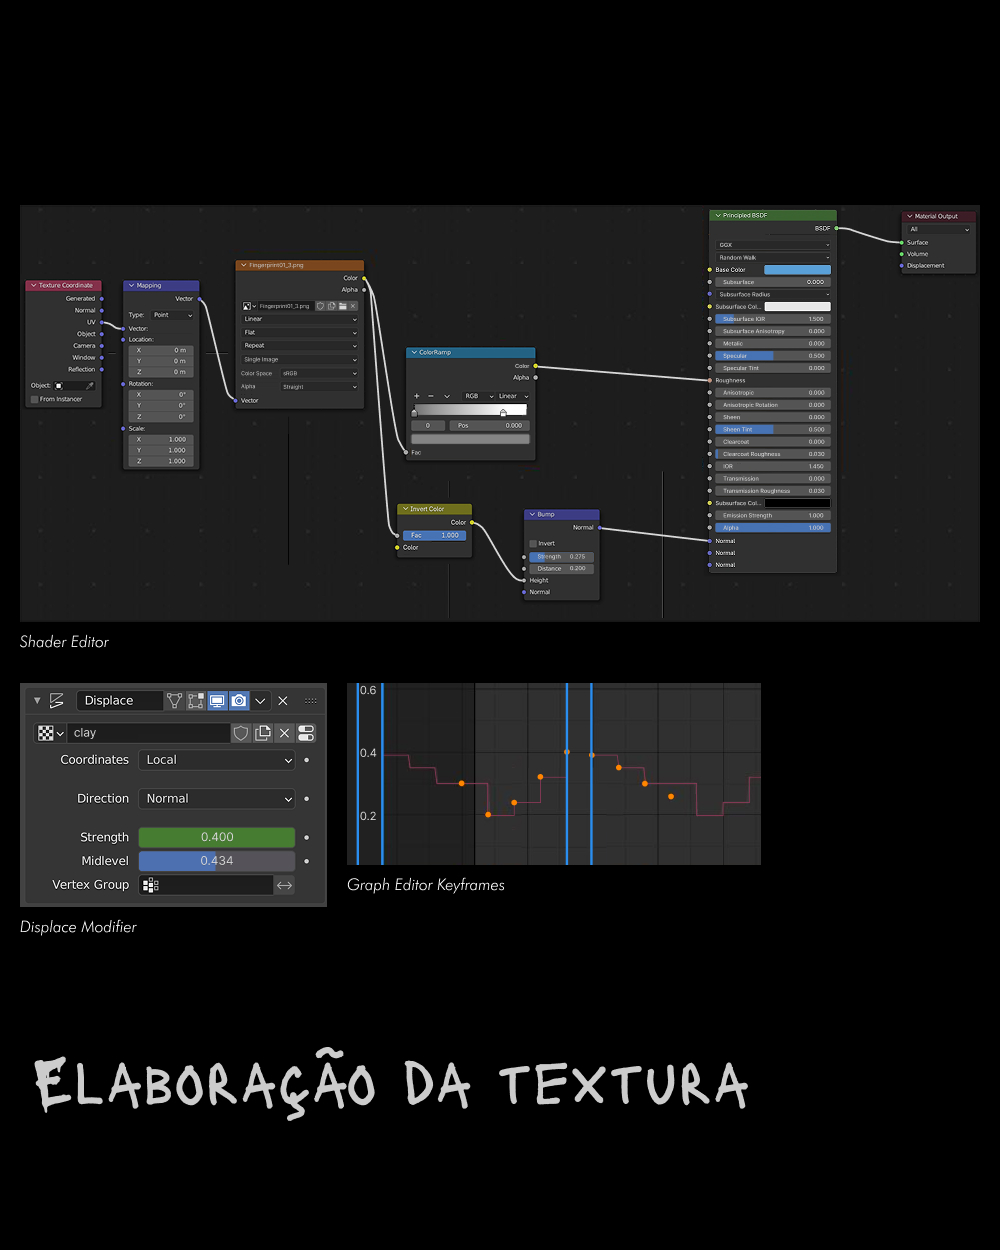 Texture Coordinate
Generated
Normal
UV
Object
Camera
Window
Reflection
Object:
From Instancer
Mapping
Vector
Type: Point
Vector:
Location:
X 0 m
Y 0 m
Z 0 m
Rotation:
X 0°
Y 0°
Z 0°
Scale:
X 1.000
Y 1.000
Z 1.000
Fingerprint01_3.png
Color
Alpha
Fingerprint01_3.png
Linear
Flat
Repeat
Single Image
Color Space sRGB
Alpha Straight
Vector
ColorRamp
Color
Alpha
+ − RGB Linear
0 Pos 0.000
Fac
Invert Color
Color
Fac 1.000
Color
Bump
Normal
Invert
Strength 0.275
Distance 0.200
Height
Normal
Principled BSDF
BSDF
GGX
Random Walk
Base Color
Subsurface 0.000
Subsurface Radius
Subsurface Col...
Subsurface IOR 1.500
Subsurface Anisotropy 0.000
Metallic 0.000
Specular 0.500
Specular Tint 0.000
Roughness
Anisotropic 0.000
Anisotropic Rotation 0.000
Sheen 0.000
Sheen Tint 0.500
Clearcoat 0.000
Clearcoat Roughness 0.030
IOR 1.450
Transmission 0.000
Transmission Roughness 0.030
Subsurface Col...
Emission Strength 1.000
Alpha 1.000
Normal
Normal
Normal
Material Output
All
Surface
Volume
Displacement
Shader Editor
Displace
clay
Coordinates Local
Direction Normal
Strength 0.400
Midlevel 0.434
Vertex Group
Displace Modifier
0.6
0.4
0.2
Graph Editor Keyframes
ELABORAÇÃO DA TEXTURA